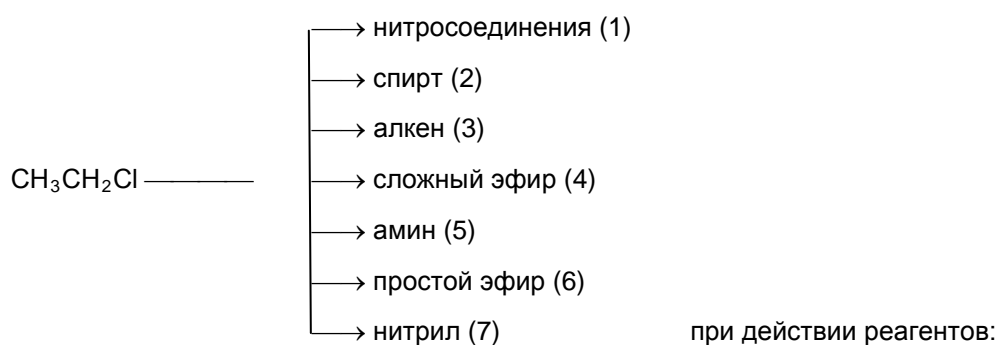 нитросоединения (1)
спирт (2)
алкен (3)
CH₃CH₂Cl
сложный эфир (4)
амин (5)
простой эфир (6)
нитрил (7) при действии реагентов: